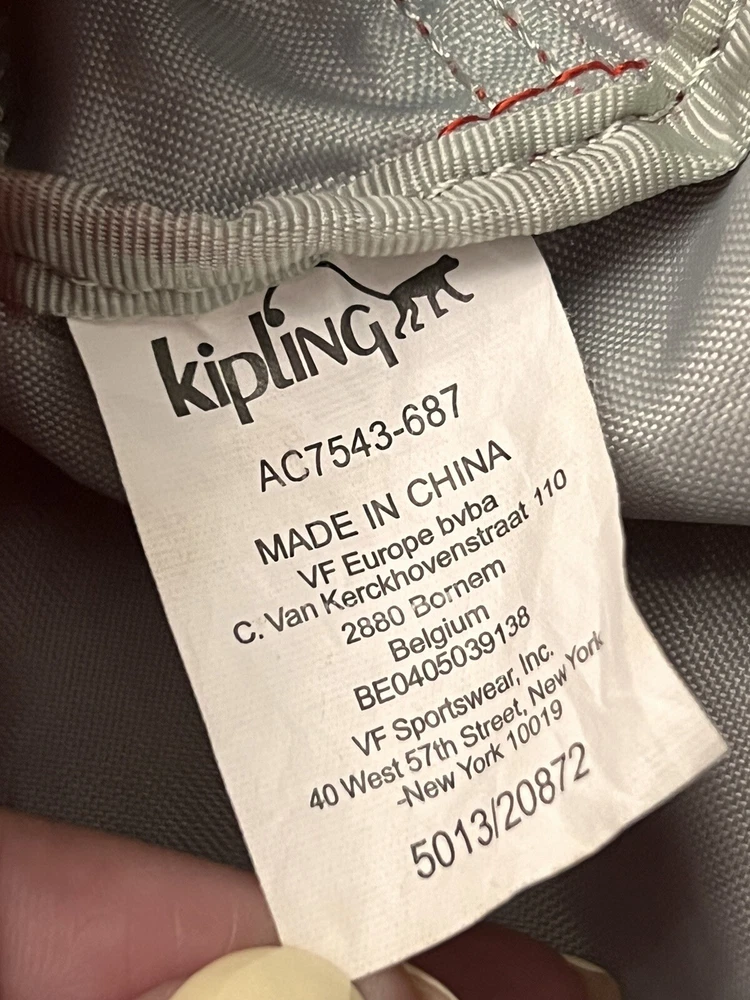 kipling
AC7543-687
MADE IN CHINA
VF Europe bvba
C. Van Kerckhovenstraat 110
2880 Bornem
Belgium
BE0405039138
VF Sportswear, Inc.
40 West 57th Street, New York
-New York 10019
5013/20872